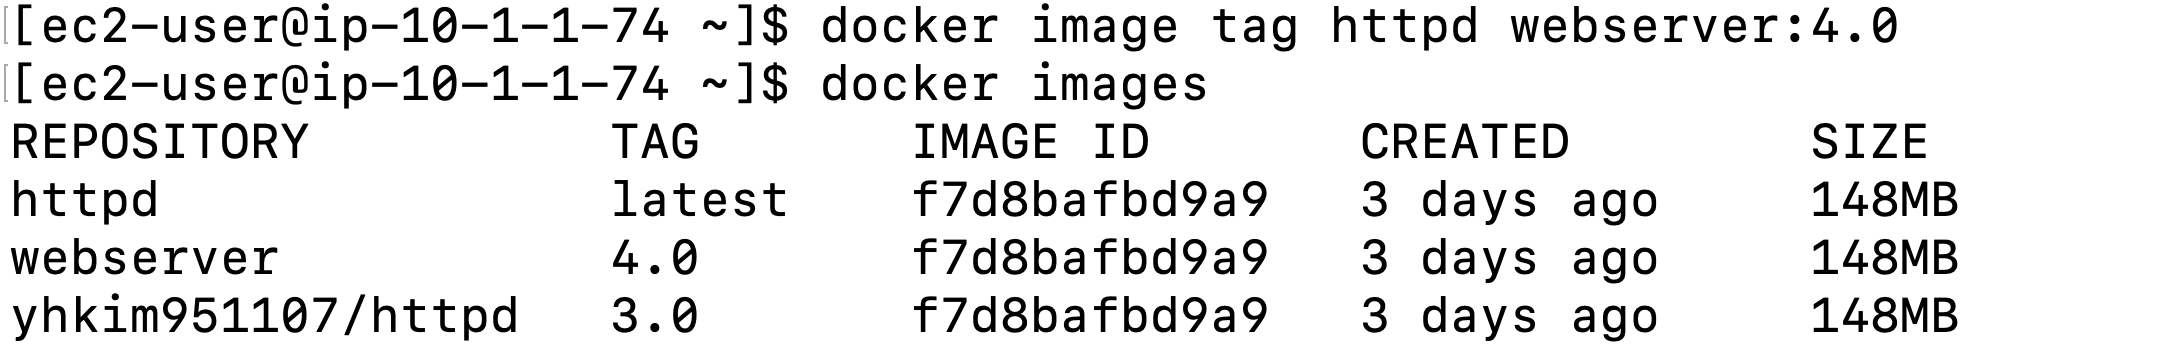 [ec2-user@ip-10-1-1-74 ~]$ docker image tag httpd webserver:4.0
[ec2-user@ip-10-1-1-74 ~]$ docker images
REPOSITORY          TAG       IMAGE ID       CREATED        SIZE
httpd               latest    f7d8bafbd9a9   3 days ago     148MB
webserver           4.0       f7d8bafbd9a9   3 days ago     148MB
yhkim951107/httpd   3.0       f7d8bafbd9a9   3 days ago     148MB